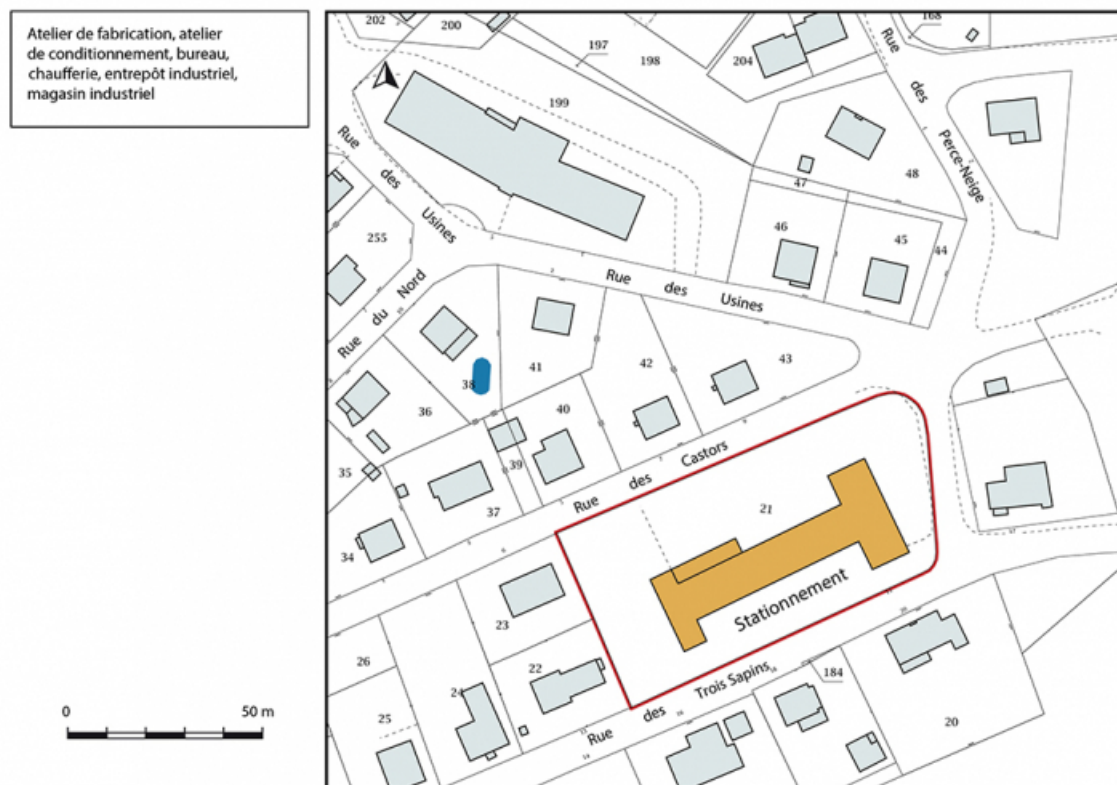 Atelier de fabrication, atelier
de conditionnement, bureau,
chaufferie, entrepôt industriel,
magasin industriel
202
200
197
198
204
168
199
Rue des Perce-Neige
Rue des Usines
47
48
46
45
44
255
Rue du Nord
Rue des Usines
38
41
42
43
36
40
39
35
37
34
Rue des Castors
21
Stationnement
23
22
26
24
25
Rue des Trois Sapins
184
20
0 50 m